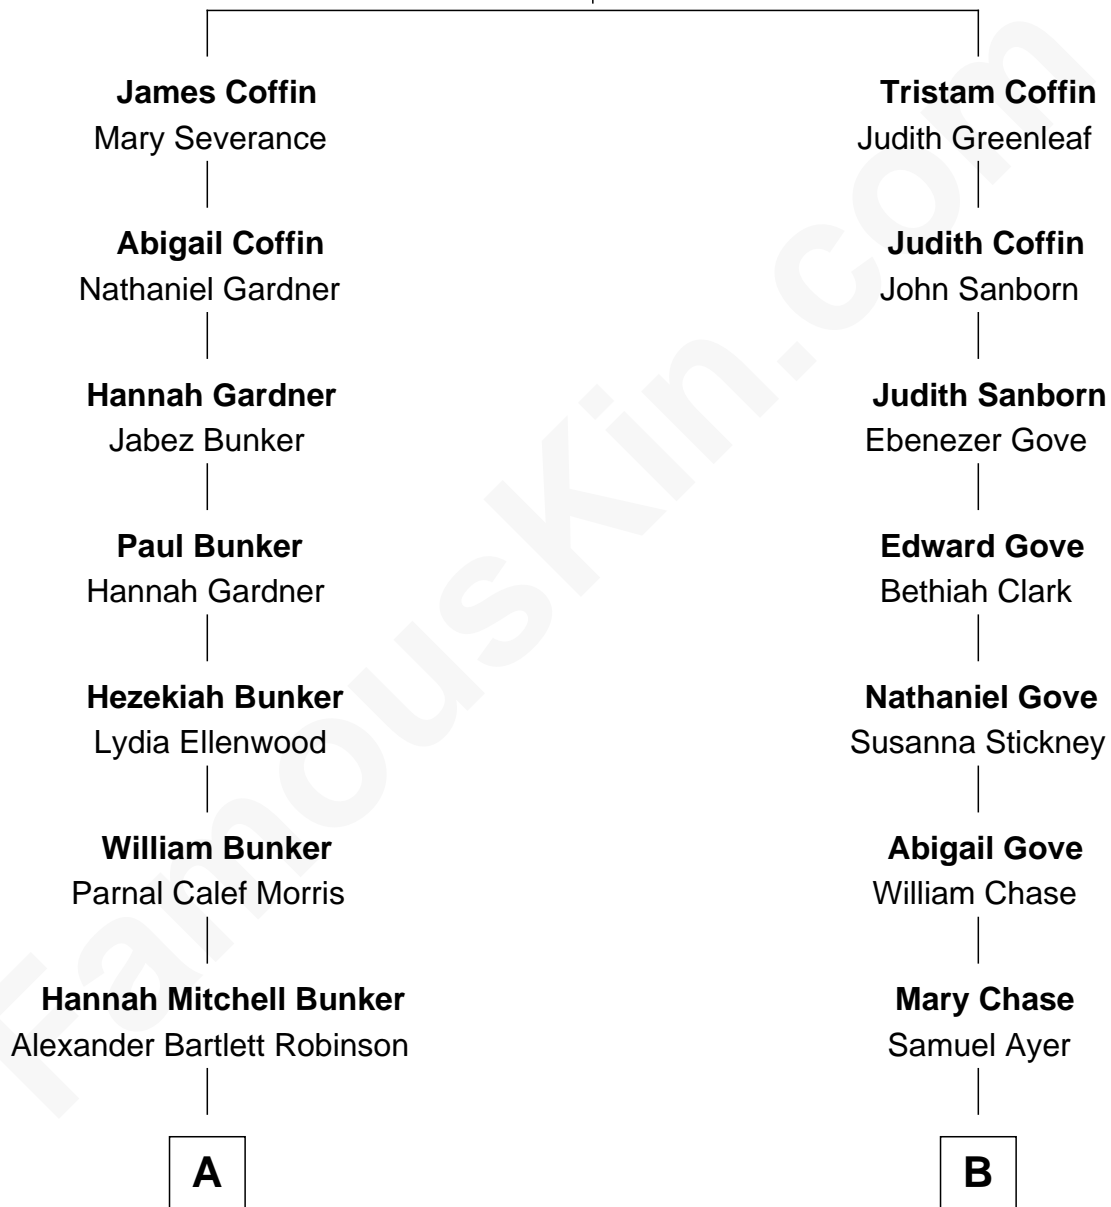 James Coffin
Mary Severance
Abigail Coffin
Nathaniel Gardner
Hannah Gardner
Jabez Bunker
Paul Bunker
Hannah Gardner
Hezekiah Bunker
Lydia Ellenwood
William Bunker
Parnal Calef Morris
Hannah Mitchell Bunker
Alexander Bartlett Robinson
A
Tristam Coffin
Judith Greenleaf
Judith Coffin
John Sanborn
Judith Sanborn
Ebenezer Gove
Edward Gove
Bethiah Clark
Nathaniel Gove
Susanna Stickney
Abigail Gove
William Chase
Mary Chase
Samuel Ayer
B
FamousKin.com